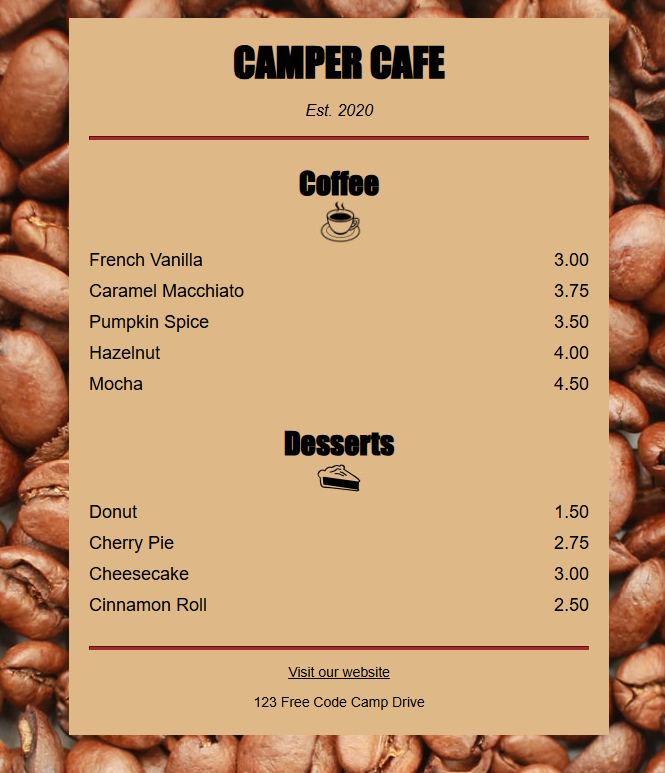 CAMPER CAFE
Est. 2020
Coffee
French Vanilla 3.00
Caramel Macchiato 3.75
Pumpkin Spice 3.50
Hazelnut 4.00
Mocha 4.50
Desserts
Donut 1.50
Cherry Pie 2.75
Cheesecake 3.00
Cinnamon Roll 2.50
Visit our website
123 Free Code Camp Drive